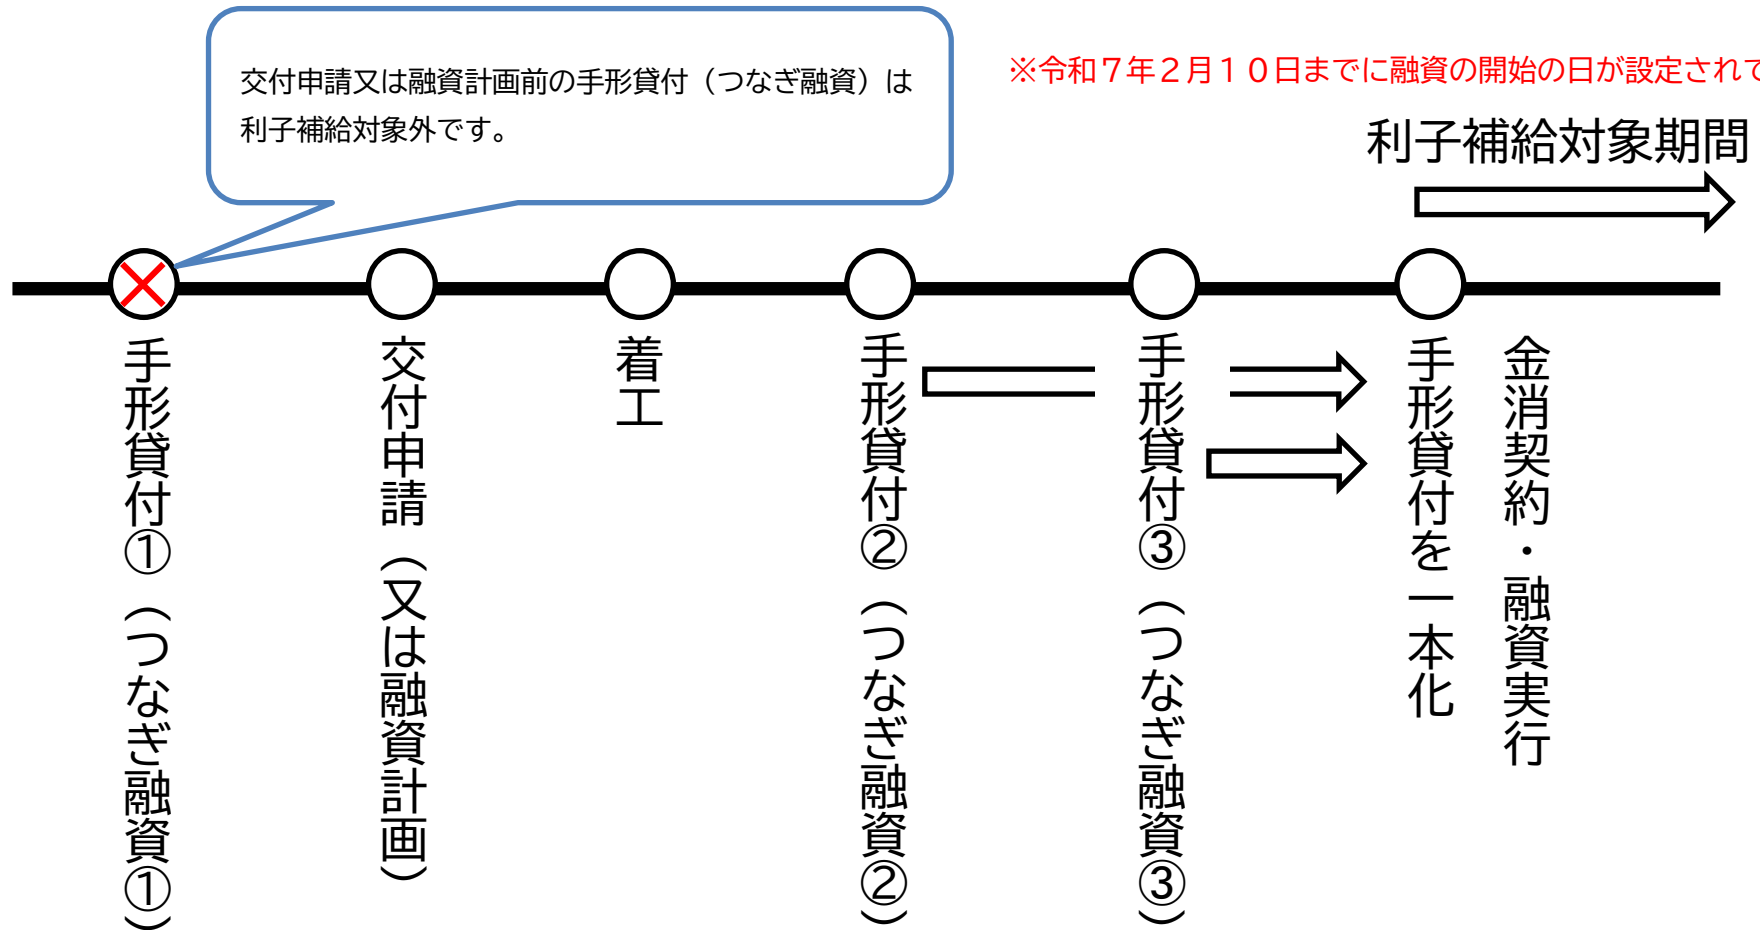 交付申請又は融資計画前の手形貸付（つなぎ融資）は
利子補給対象外です。
※令和７年２月１０日までに融資の開始の日が設定されて
利子補給対象期間
手形貸付①（つなぎ融資①）
交付申請（又は融資計画）
着工
手形貸付②（つなぎ融資②）
手形貸付③（つなぎ融資③）
手形貸付を一本化
金消契約・融資実行